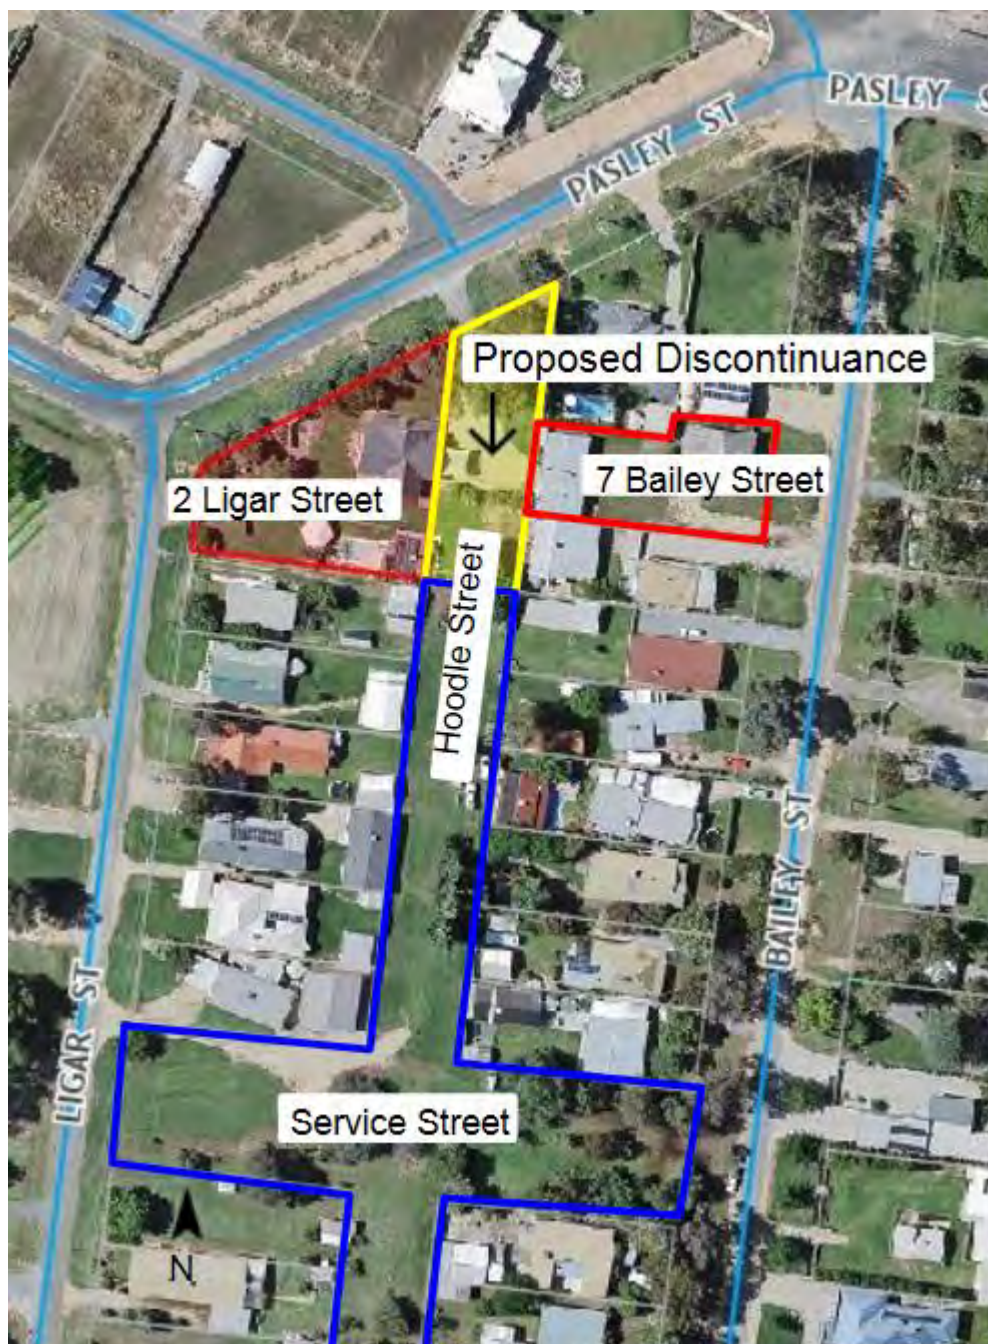 PASLEY S
PASLEY ST
Proposed Discontinuance
7 Bailey Street
2 Ligar Street
Hoodle Street
BAILEY ST
LIGAR ST
Service Street
N